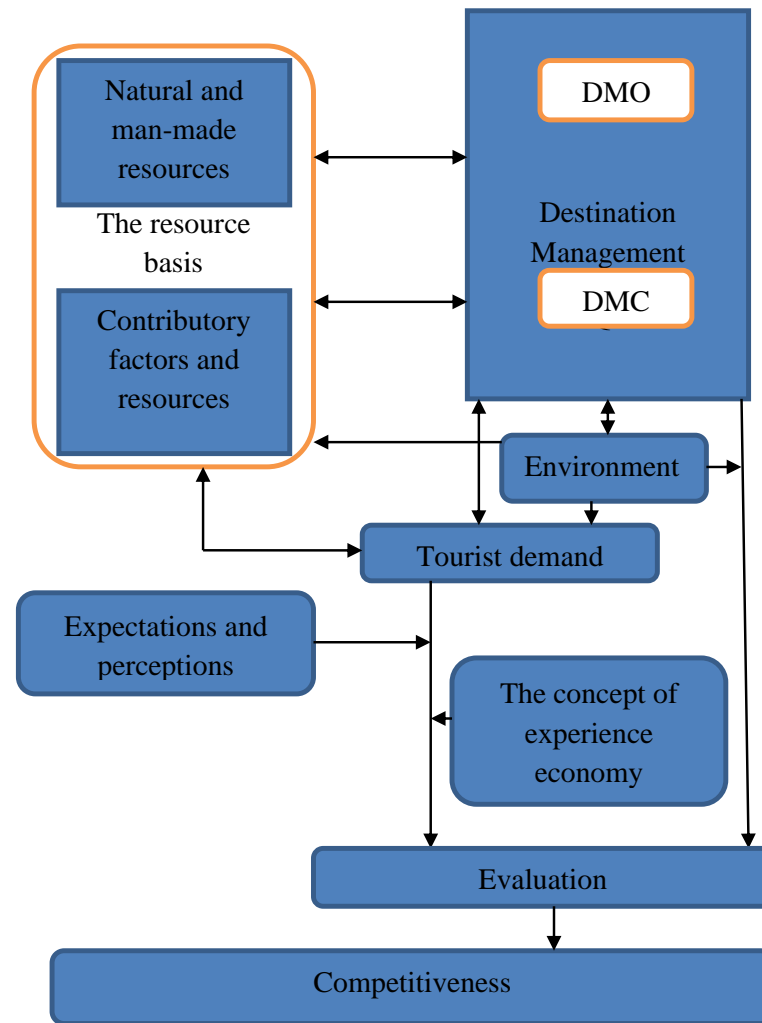 Natural and
man-made
resources
The resource
basis
Contributory
factors and
resources
DMO
Destination
Management
DMC
Environment
Tourist demand
Expectations and
perceptions
The concept of
experience
economy
Evaluation
Competitiveness